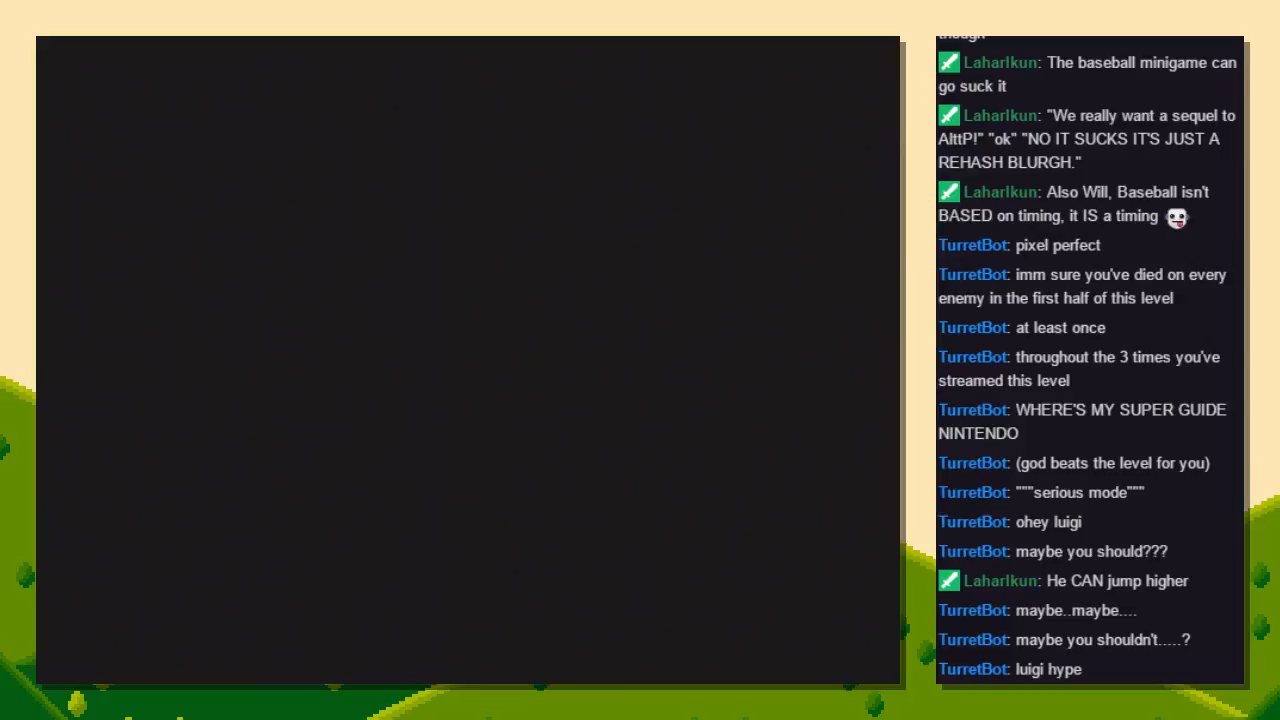 though
LaharIkun: The baseball minigame can
go suck it
LaharIkun: "We really want a sequel to
AlttP!" "ok" "NO IT SUCKS IT'S JUST A
REHASH BLURGH."
LaharIkun: Also Will, Baseball isn't
BASED on timing, it IS a timing
TurretBot: pixel perfect
TurretBot: imm sure you've died on every
enemy in the first half of this level
TurretBot: at least once
TurretBot: throughout the 3 times you've
streamed this level
TurretBot: WHERE'S MY SUPER GUIDE
NINTENDO
TurretBot: (god beats the level for you)
TurretBot: """serious mode"""
TurretBot: ohey luigi
TurretBot: maybe you should???
LaharIkun: He CAN jump higher
TurretBot: maybe..maybe....
TurretBot: maybe you shouldn't.....?
TurretBot: luigi hype